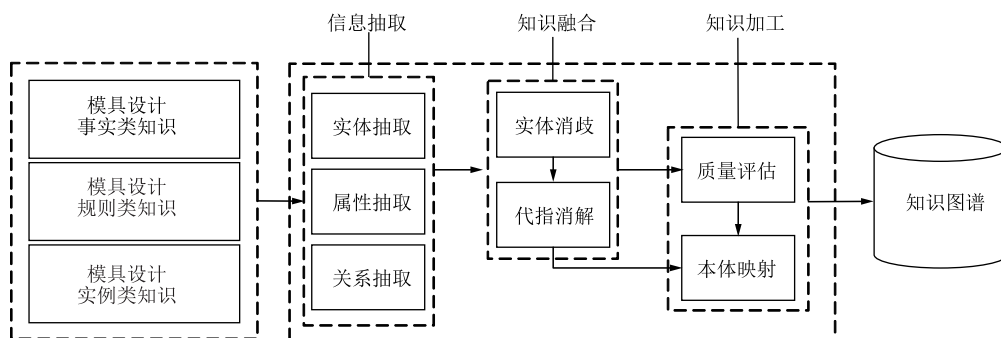 信息抽取
知识融合
知识加工
模具设计
事实类知识
模具设计
规则类知识
模具设计
实例类知识
实体抽取
属性抽取
关系抽取
实体消歧
代指消解
质量评估
本体映射
知识图谱